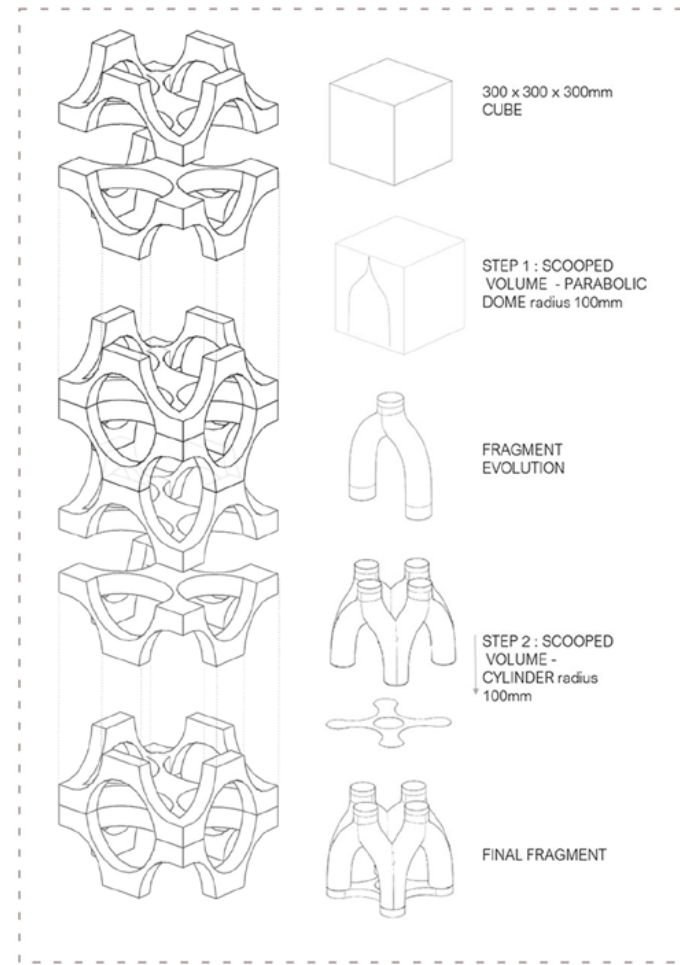 300 x 300 x 300mm
CUBE
STEP 1 : SCOOPED
VOLUME - PARABOLIC
DOME radius 100mm
FRAGMENT
EVOLUTION
STEP 2 : SCOOPED
VOLUME -
CYLINDER radius
100mm
FINAL FRAGMENT